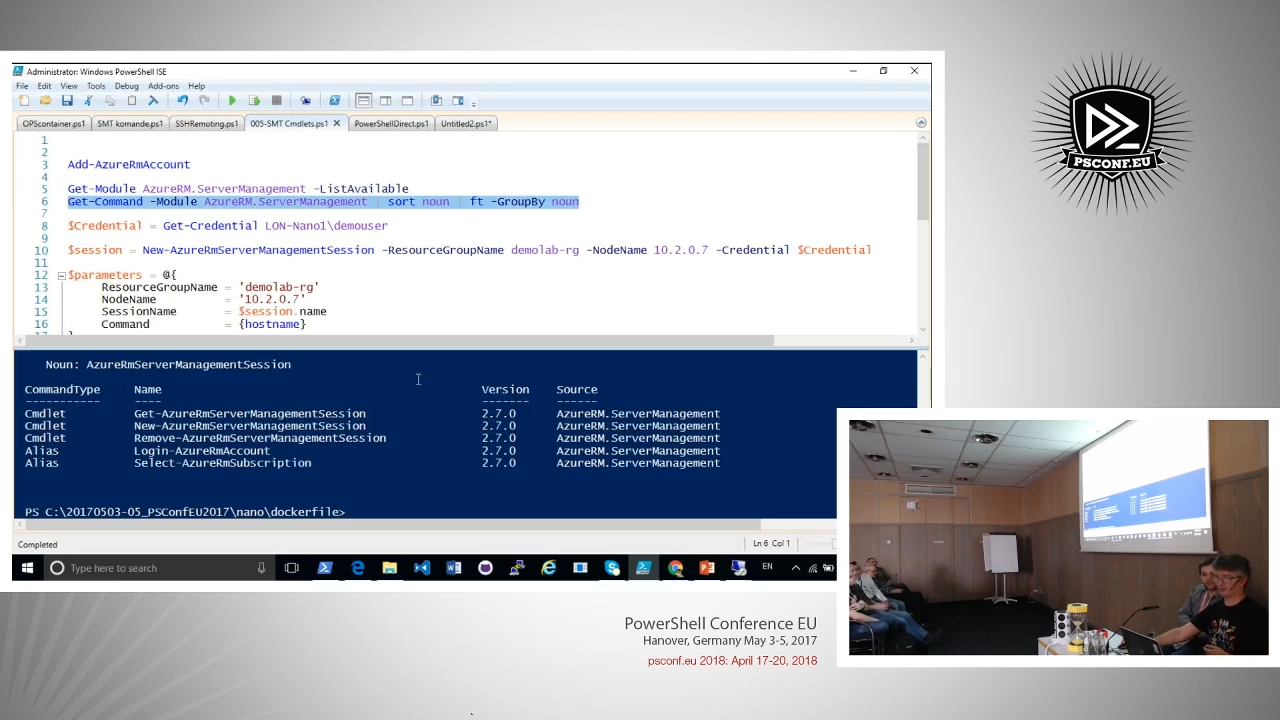 Administrator: Windows PowerShell ISE
File Edit View Tools Debug Add-ons Help
OPScontainer.ps1 SMT komande.ps1 SSHRemoting.ps1 005-SMT Cmdlets.ps1 PowerShellDirect.ps1 Untitled2.ps1*
1
2
3 Add-AzureRmAccount
4
5 Get-Module AzureRM.ServerManagement -ListAvailable
6 Get-Command -Module AzureRM.ServerManagement | sort noun | ft -GroupBy noun
7
8 $Credential = Get-Credential LON-Nano1\demouser
9
10 $session = New-AzureRmServerManagementSession -ResourceGroupName demolab-rg -NodeName 10.2.0.7 -Credential $Credential
11
12 $parameters = @{
13 ResourceGroupName = 'demolab-rg'
14 NodeName = '10.2.0.7'
15 SessionName = $session.name
16 Command = {hostname}
Noun: AzureRmServerManagementSession
CommandType Name Version Source
----------- ---- ------- ------
Cmdlet Get-AzureRmServerManagementSession 2.7.0 AzureRM.ServerManagement
Cmdlet New-AzureRmServerManagementSession 2.7.0 AzureRM.ServerManagement
Cmdlet Remove-AzureRmServerManagementSession 2.7.0 AzureRM.ServerManagement
Alias Login-AzureRmAccount 2.7.0 AzureRM.ServerManagement
Alias Select-AzureRmSubscription 2.7.0 AzureRM.ServerManagement
PS C:\20170503-05_PSConfEU2017\nano\dockerfile>
Completed Ln 6 Col 1
Type here to search EN
PSCONF.EU
PowerShell Conference EU
Hanover, Germany May 3-5, 2017
psconf.eu 2018: April 17-20, 2018